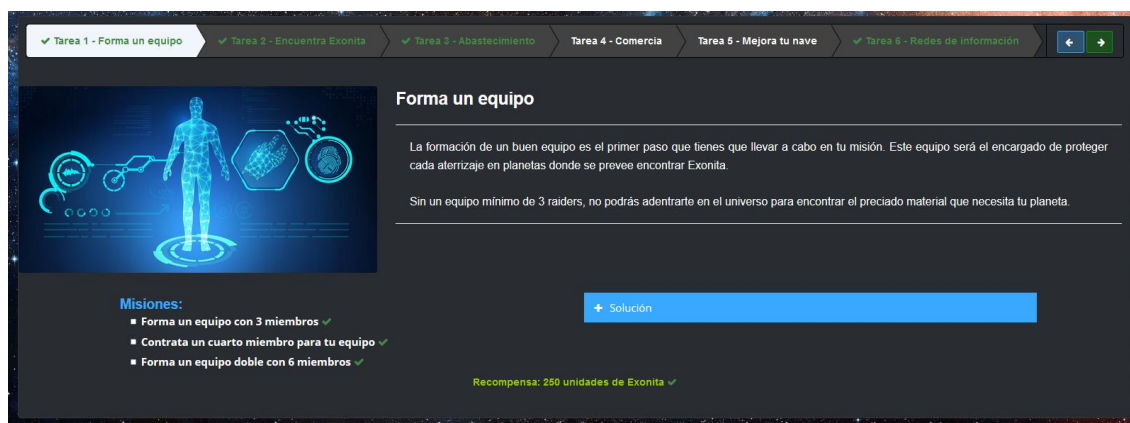 ✔ Tarea 1 - Forma un equipo
✔ Tarea 2 - Encuentra Exonita
✔ Tarea 3 - Abastecimiento
Tarea 4 - Comercia
Tarea 5 - Mejora tu nave
✔ Tarea 6 - Redes de información
Forma un equipo
La formación de un buen equipo es el primer paso que tienes que llevar a cabo en tu misión. Este equipo será el encargado de proteger
cada aterrizaje en planetas donde se prevee encontrar Exonita.
Sin un equipo mínimo de 3 raiders, no podrás adentrarte en el universo para encontrar el preciado material que necesita tu planeta.
Misiones:
Forma un equipo con 3 miembros ✔
Contrata un cuarto miembro para tu equipo ✔
Forma un equipo doble con 6 miembros ✔
+ Solución
Recompensa: 250 unidades de Exonita ✔